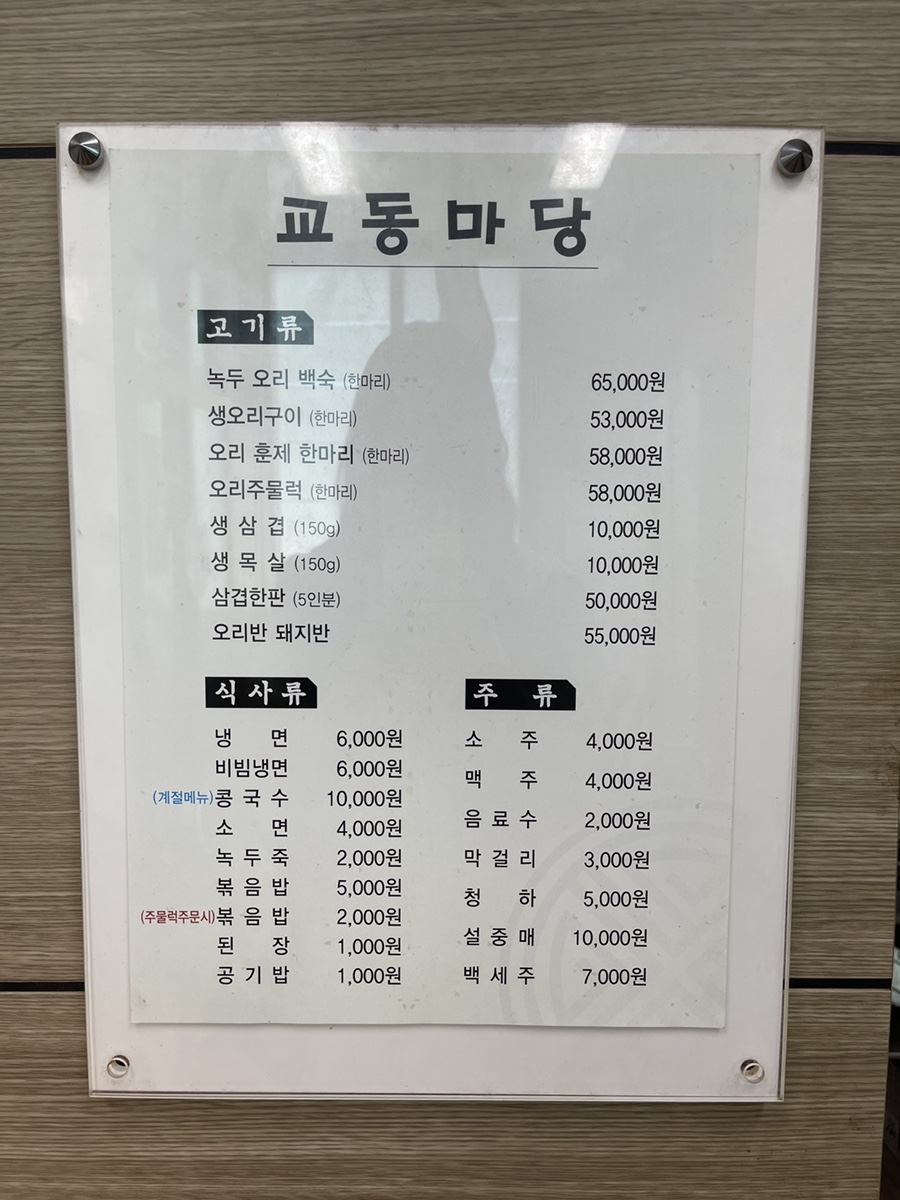 교동마당
고기류
녹두 오리 백숙 (한마리) 65,000원
생오리구이 (한마리) 53,000원
오리 훈제 한마리 (한마리) 58,000원
오리주물럭 (한마리) 58,000원
생 삼 겹 (150g) 10,000원
생 목 살 (150g) 10,000원
삼겹한판 (5인분) 50,000원
오리반 돼지반 55,000원
식사류
냉 면 6,000원
비빔냉면 6,000원
(계절메뉴)콩 국 수 10,000원
소 면 4,000원
녹 두 죽 2,000원
볶 음 밥 5,000원
(주물럭주문시)볶 음 밥 2,000원
된 장 1,000원
공 기 밥 1,000원
주 류
소 주 4,000원
맥 주 4,000원
음 료 수 2,000원
막 걸 리 3,000원
청 하 5,000원
설 중 매 10,000원
백 세 주 7,000원